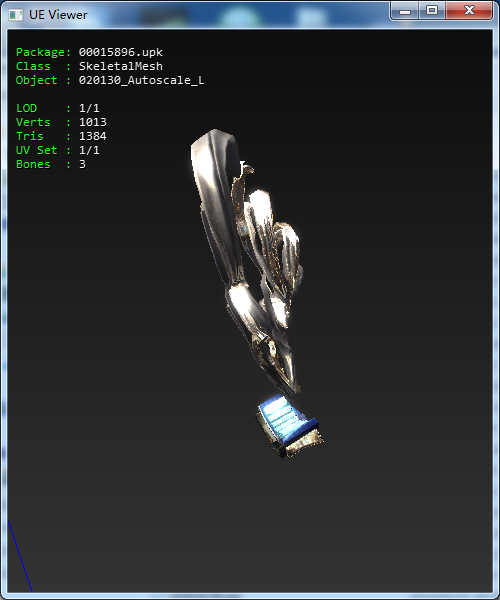 UE Viewer
Package: 00015896.upk
Class  : SkeletalMesh
Object : 020130_Autoscale_L
LOD    : 1/1
Verts  : 1013
Tris   : 1384
UV Set : 1/1
Bones  : 3